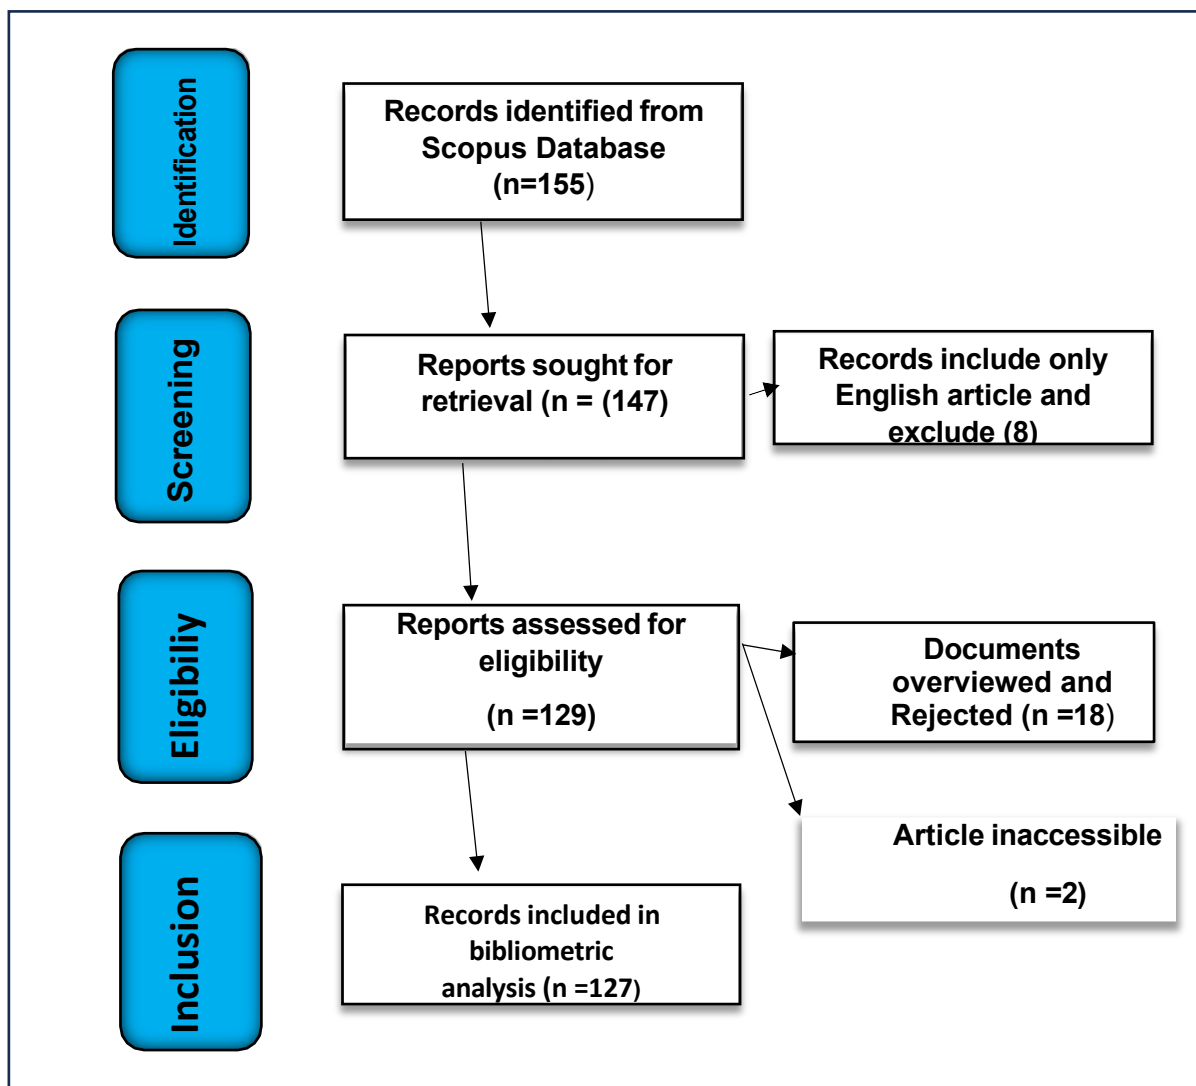 Identification
Records identified from
Scopus Database
(n=155)
Screening
Reports sought for
retrieval (n = (147)
Records include only
English article and
exclude (8)
Eligibiliy
Reports assessed for
eligibility
(n =129)
Documents
overviewed and
Rejected (n =18)
Article inaccessible
(n =2)
Inclusion
Records included in
bibliometric
analysis (n =127)